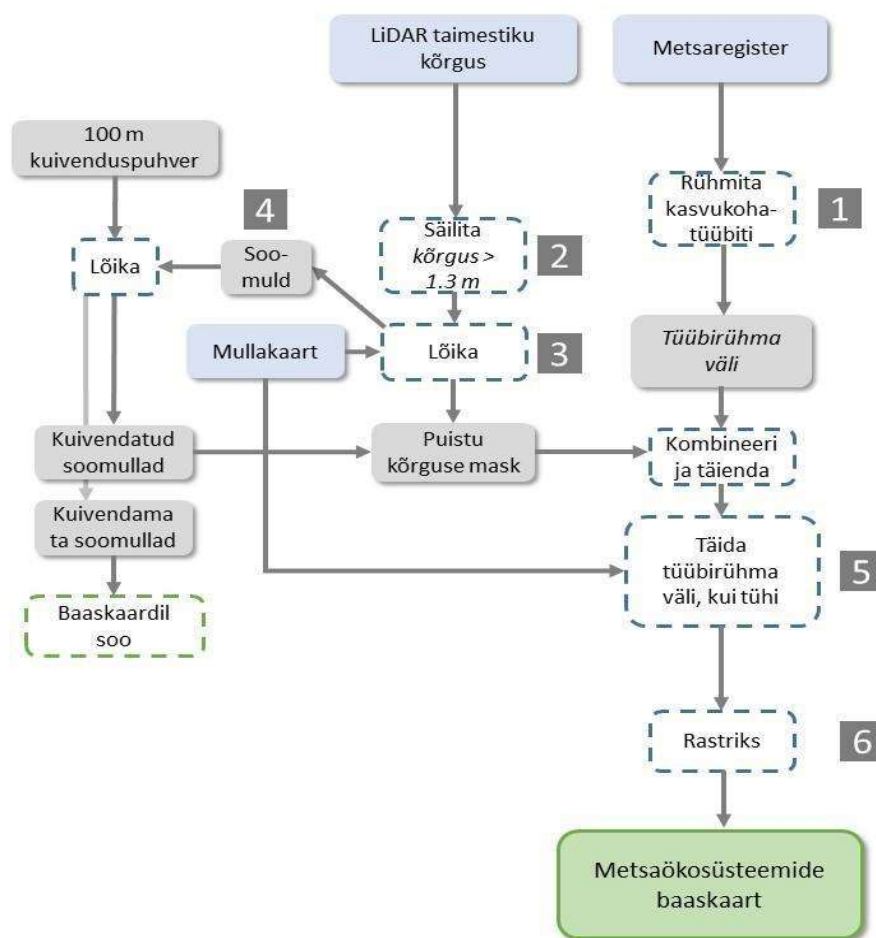 LiDAR taimestiku
kõrgus
Metsaregister
100 m
kuivenduspuhver
Rühmita
kasvukoha-
tüübiti
1
4
Säilita
kõrgus >
1.3 m
2
Lõika
Soo-
muld
Mullakaart
Lõika
3
Tüübirühma
väli
Kuivendatud
soomullad
Puistu
kõrguse mask
Kombineeri
ja täienda
Kuivendama
ta soomullad
Täida
tüübirühma
väli, kui tühi
5
Baaskaardil
soo
Rastriks
6
Metsaökosüsteemide
baaskaart